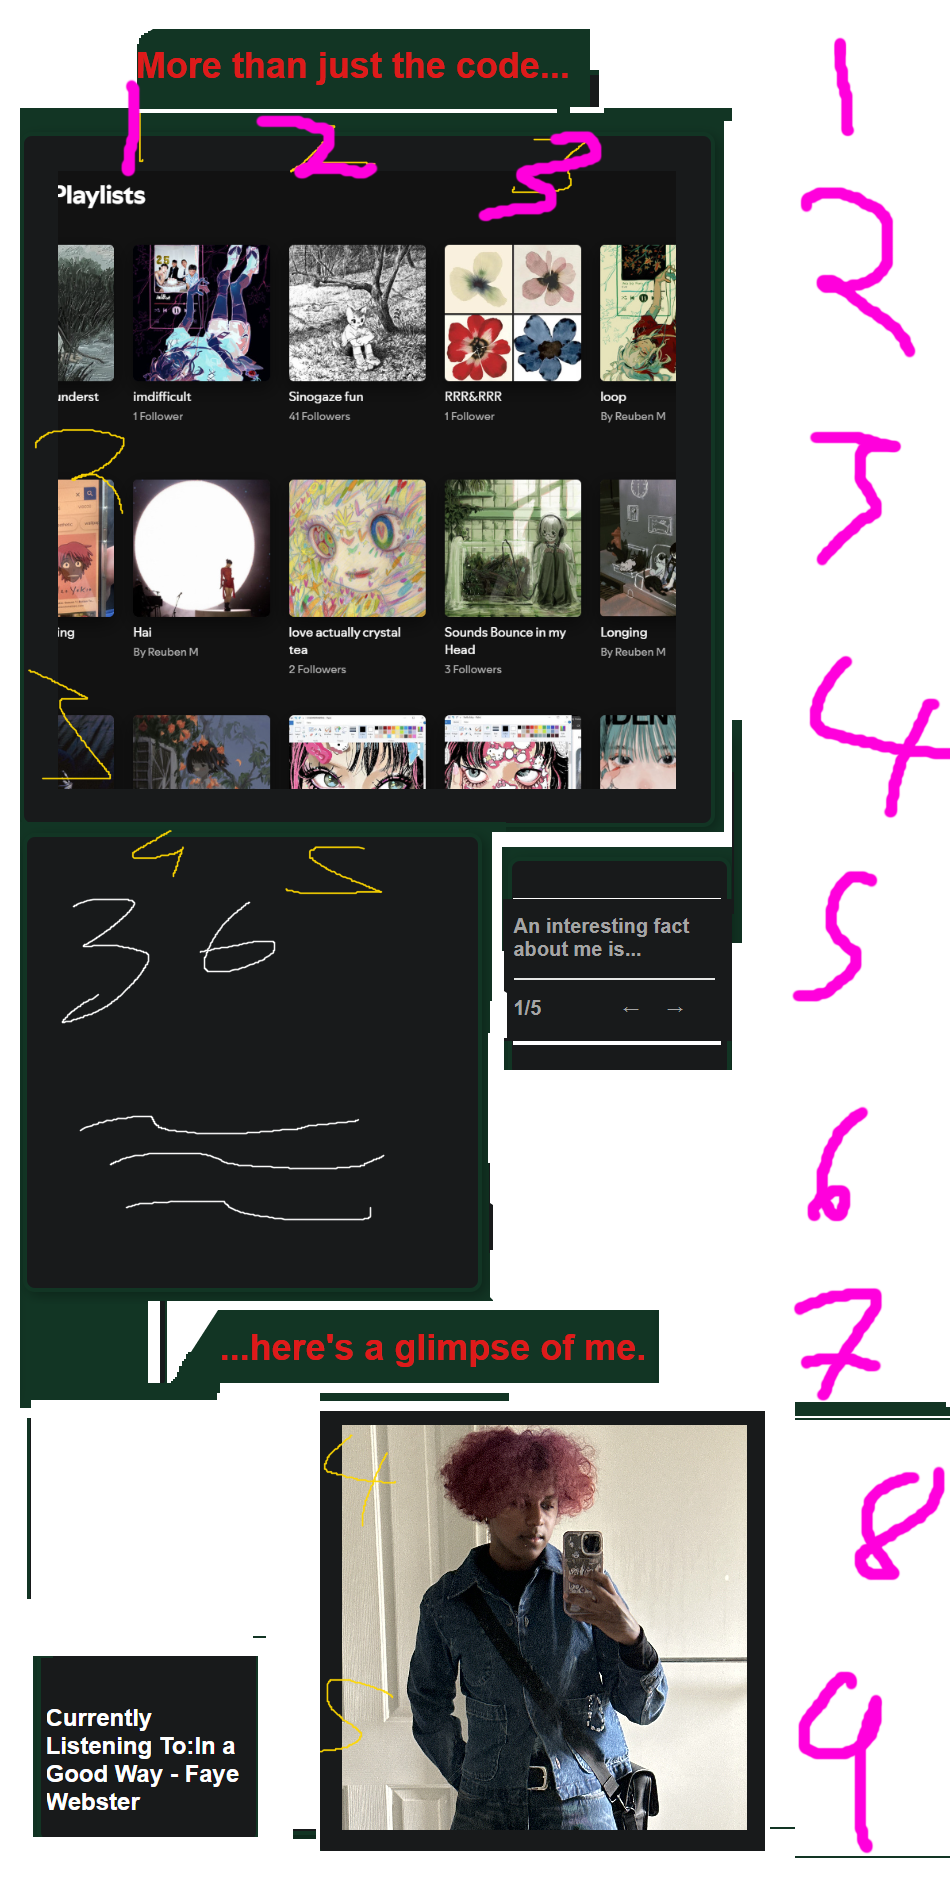 More than just the code...
1
1 2 3
2
Playlists
underst
imdifficult
Sinogaze fun
RRR&RRR
loop
1 Follower
41 Followers
1 Follower
By Reuben M
3
ing
Hai
love actually crystal tea
Sounds Bounce in my Head
Longing
By Reuben M
2 Followers
3 Followers
By Reuben M
4
4 5
3 6
An interesting fact
about me is...
1/5 ← →
5
6
...here's a glimpse of me.
7
4
8
5
9
Currently
Listening To:In a
Good Way - Faye
Webster